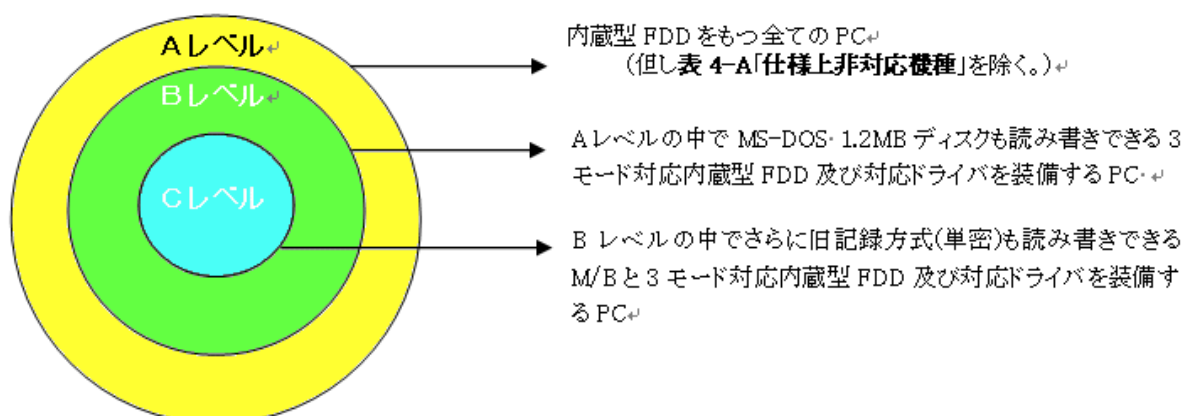 Aレベル↵
Bレベル↵
Cレベル
内蔵型 FDD をもつ全ての PC↵
(但し表 4-A「仕様上非対応機種」を除く。)↵
Aレベルの中で MS-DOS· 1.2MB ディスクも読み書きできる 3
モード対応内蔵型 FDD 及び対応ドライバを装備する PC·↵
B レベルの中でさらに旧記録方式(単密)も読み書きできる
M/Bと3 モード対応内蔵型 FDD 及び対応ドライバを装備す
る PC↵